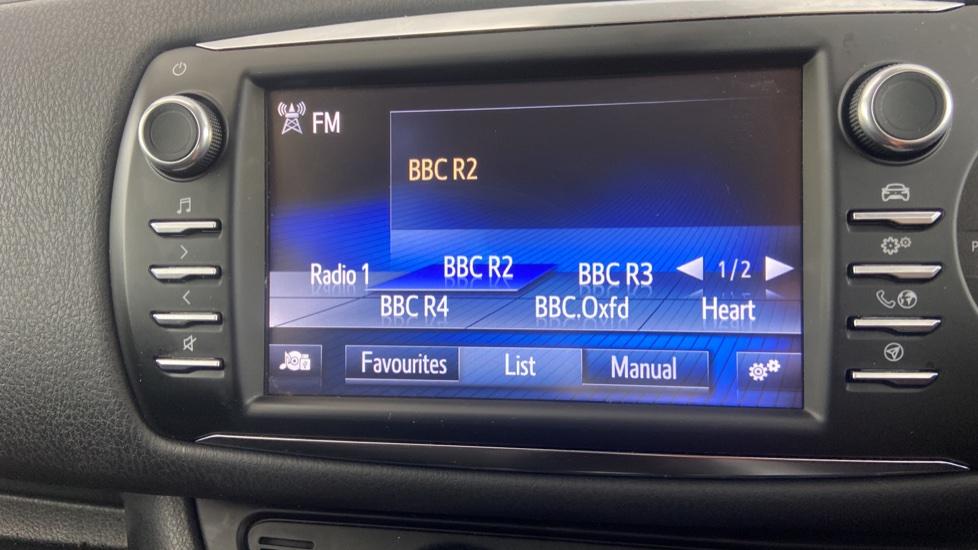 FM
BBC R2
Radio 1 BBC R2 BBC R3 1/2
BBC R4 BBC.Oxfd Heart
Favourites List Manual